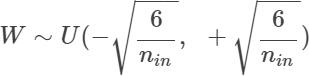 W ∼ U(−√(6/n_in), +√(6/n_in))